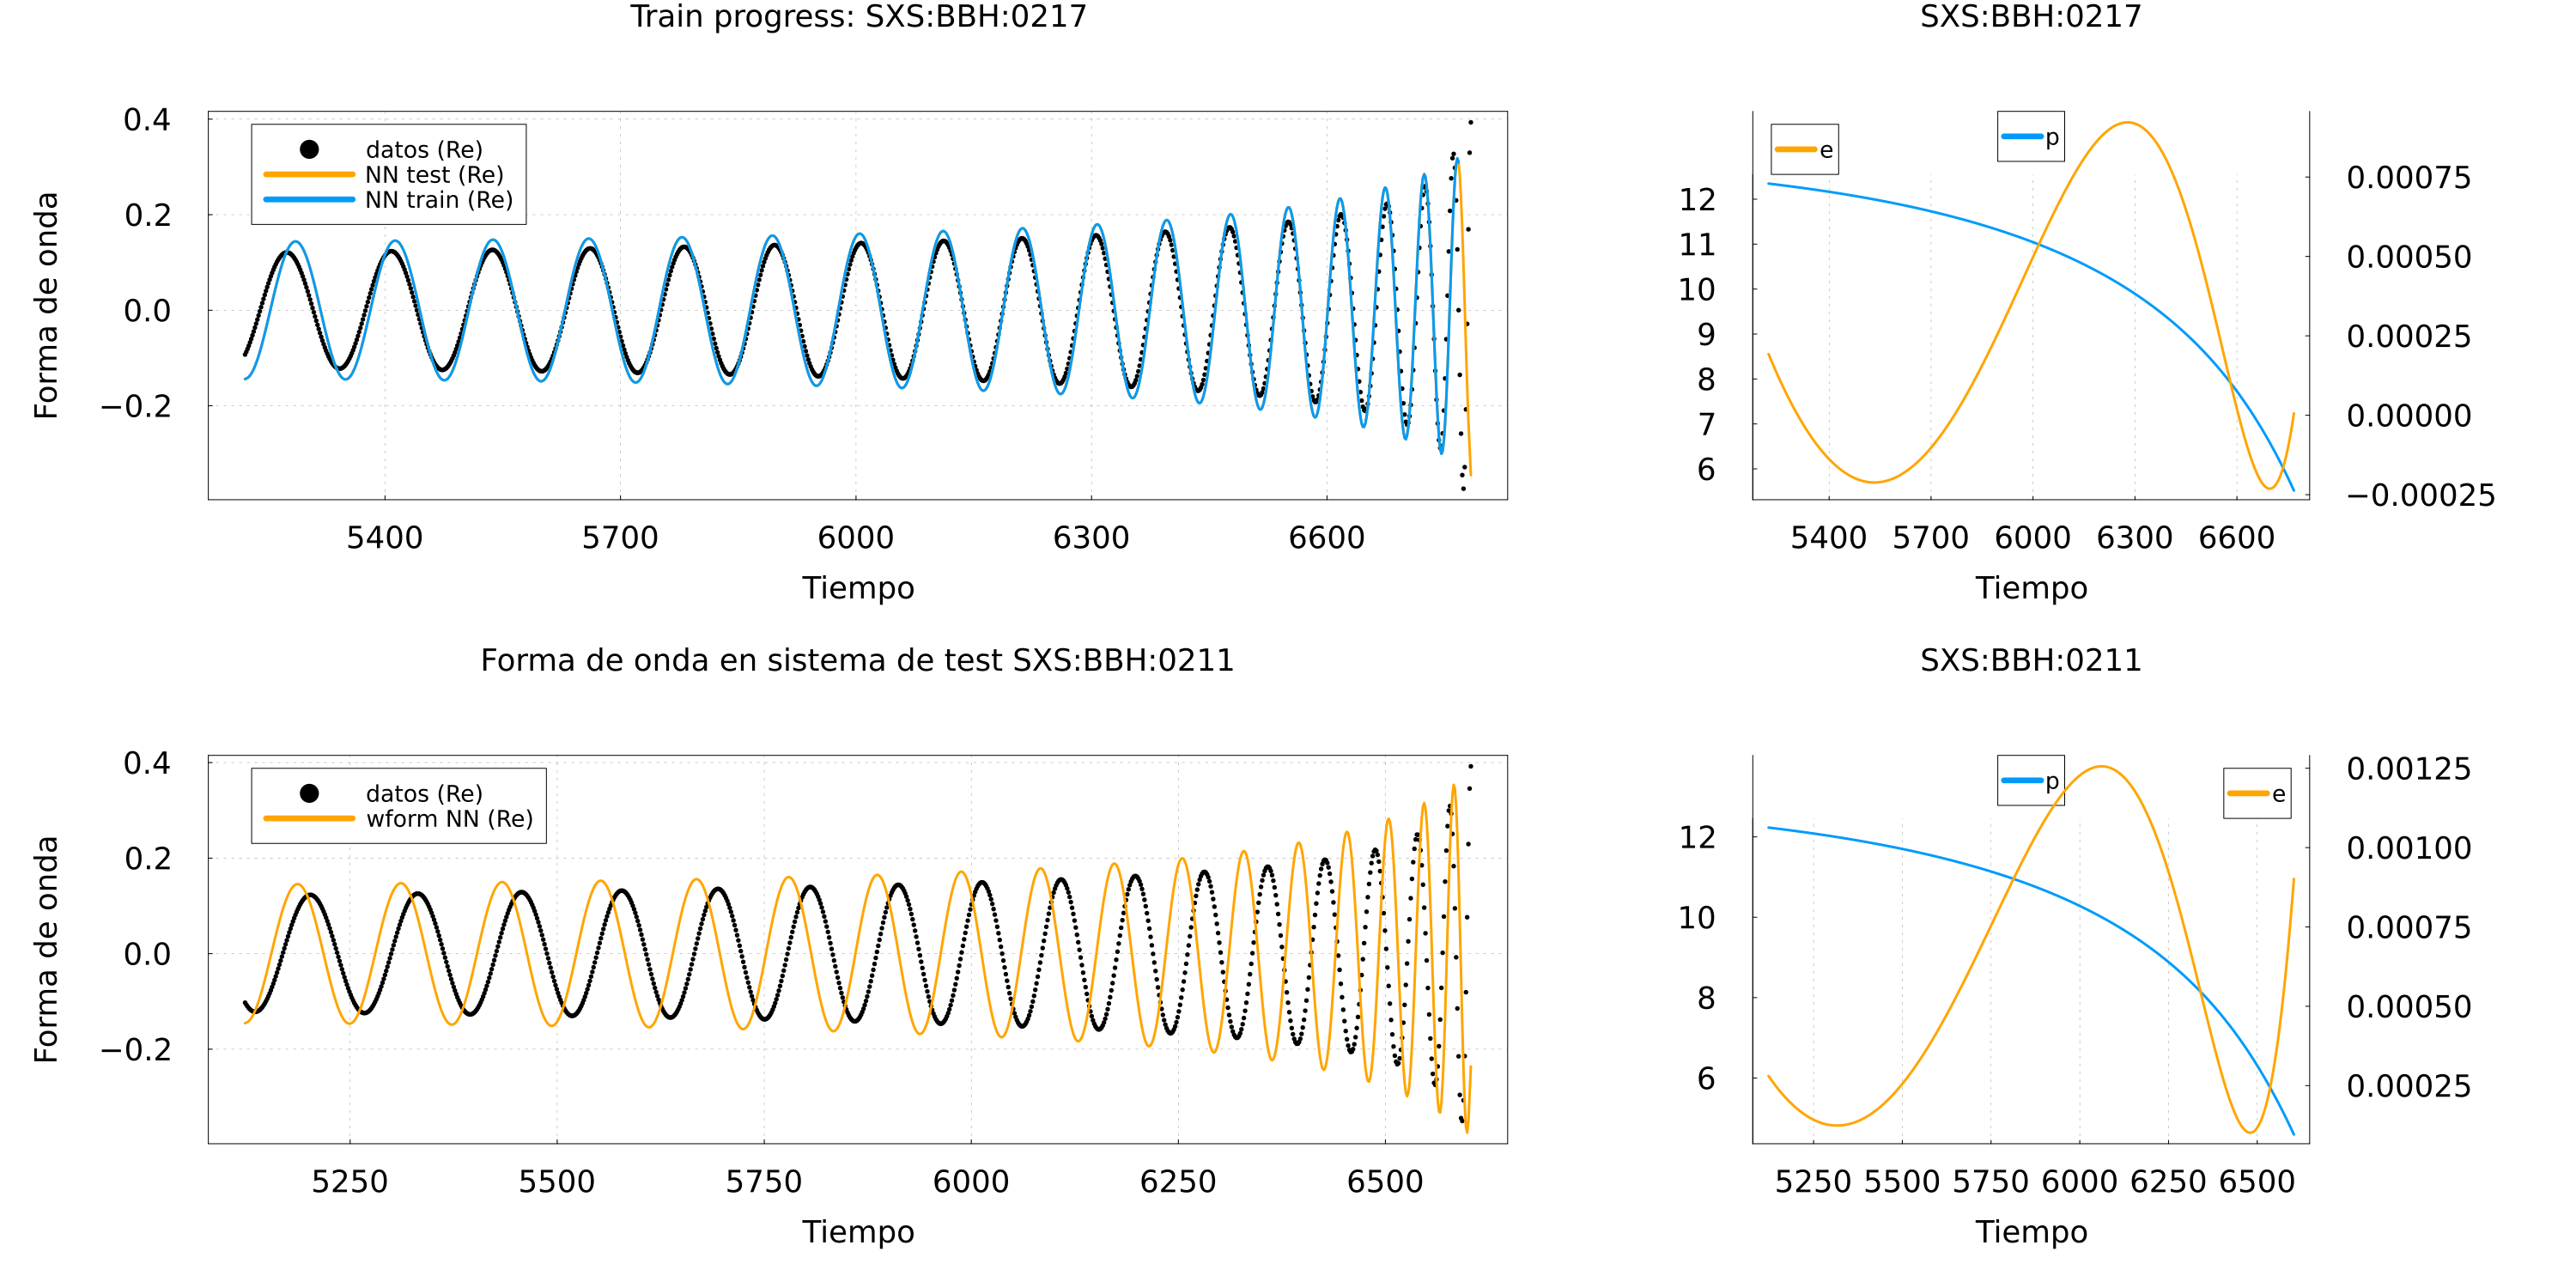 Train progress: SXS:BBH:0217
Forma de onda
0.4
0.2
0.0
−0.2
datos (Re)
NN test (Re)
NN train (Re)
5400 5700 6000 6300 6600
Tiempo
SXS:BBH:0217
e
p
12
11
10
9
8
7
6
0.00075
0.00050
0.00025
0.00000
−0.00025
5400 5700 6000 6300 6600
Tiempo
Forma de onda en sistema de test SXS:BBH:0211
Forma de onda
0.4
0.2
0.0
−0.2
datos (Re)
wform NN (Re)
5250 5500 5750 6000 6250 6500
Tiempo
SXS:BBH:0211
p
e
12
10
8
6
0.00125
0.00100
0.00075
0.00050
0.00025
5250 5500 5750 6000 6250 6500
Tiempo